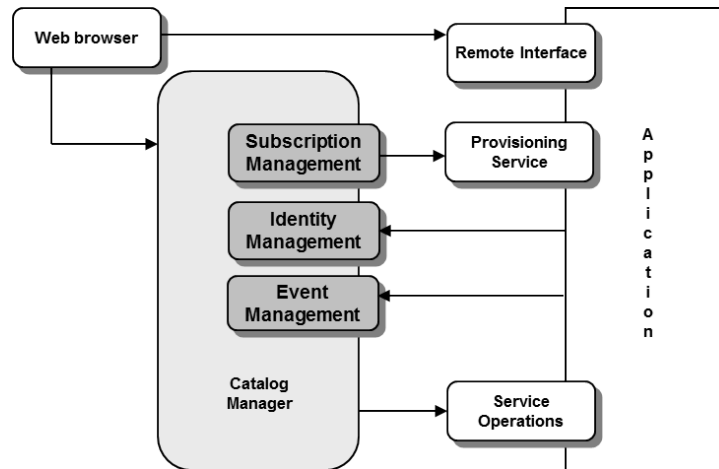 Web browser
Remote Interface
Subscription
Management
Provisioning
Service
Identity
Management
Event
Management
Catalog
Manager
Service
Operations
A
p
p
l
i
c
a
t
i
o
n